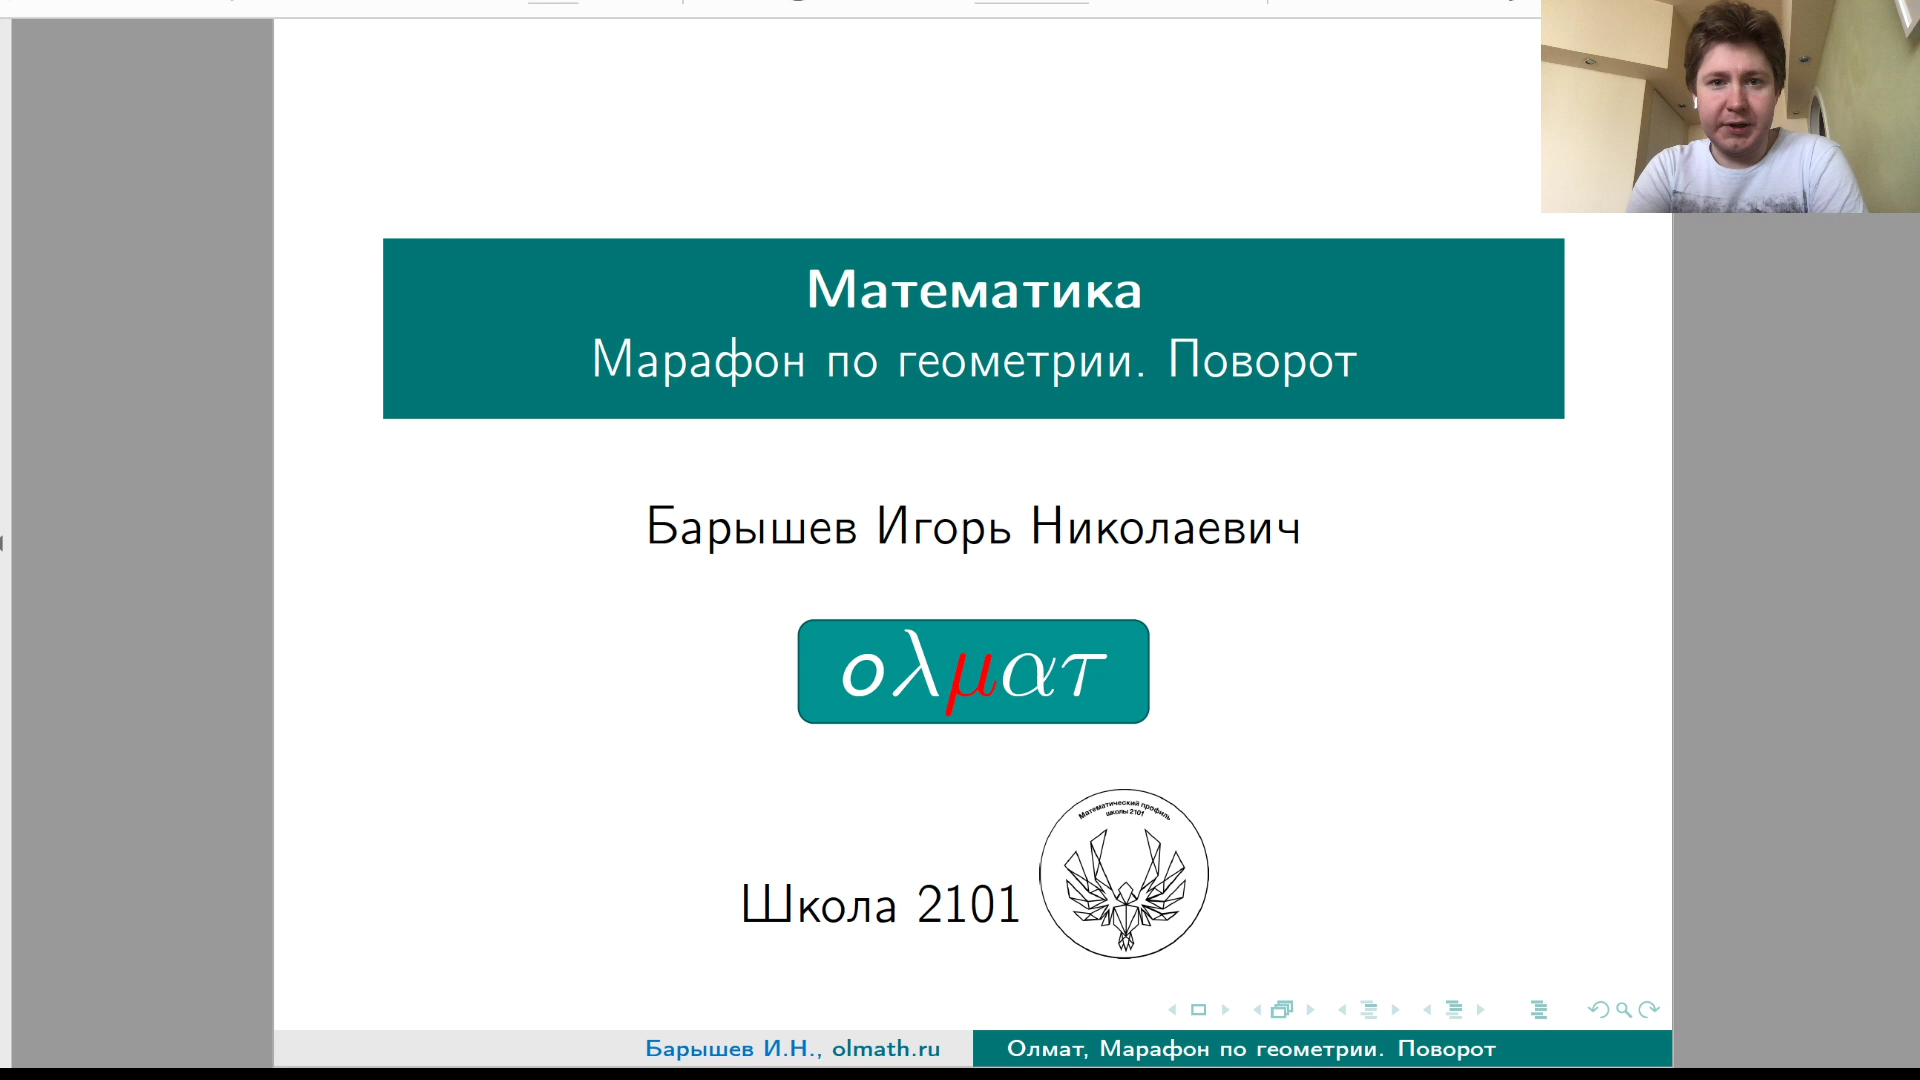 Математика
Марафон по геометрии. Поворот
Барышев Игорь Николаевич
ολματ
Математический профиль
школы 2101
Школа 2101
Барышев И.Н., olmath.ru
Олмат, Марафон по геометрии. Поворот